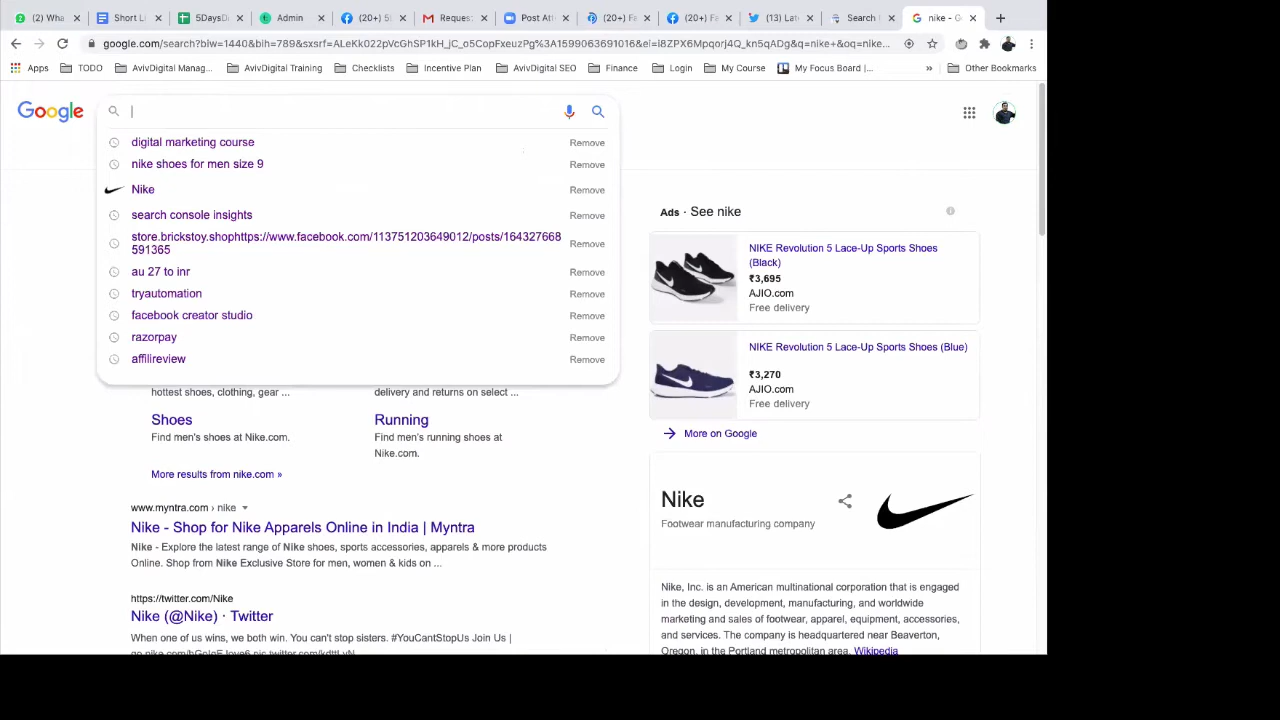 (2) Wha
Short Li
5DaysDi
Admin
(20+) 5I
Request
Post Att
(20+) Fa
(20+) Fa
(13) Late
Search C
nike - Go
google.com/search?biw=1440&bih=789&sxsrf=ALeKk022pVcGhSP1kH_jC_o5CopFxeuzPg%3A1599063691016&ei=i8ZPX6Mpqorj4Q_kn5qADg&q=nike+&oq=nike...
Apps
TODO
AvivDigital Manag...
AvivDigital Training
Checklists
Incentive Plan
AvivDigital SEO
Finance
Login
My Course
My Focus Board |...
»
Other Bookmarks
Google
digital marketing course Remove
nike shoes for men size 9 Remove
Nike Remove
search console insights Remove
store.brickstoy.shophttps://www.facebook.com/113751203649012/posts/164327668
591365 Remove
au 27 to inr Remove
tryautomation Remove
facebook creator studio Remove
razorpay Remove
affilireview Remove
hottest shoes, clothing, gear ...
delivery and returns on select ...
Shoes
Find men's shoes at Nike.com.
Running
Find men's running shoes at
Nike.com.
More results from nike.com »
www.myntra.com › nike
Nike - Shop for Nike Apparels Online in India | Myntra
Nike - Explore the latest range of Nike shoes, sports accessories, apparels & more products
Online. Shop from Nike Exclusive Store for men, women & kids on ...
https://twitter.com/Nike
Nike (@Nike) · Twitter
When one of us wins, we both win. You can't stop sisters. #YouCantStopUs Join Us |
Ads · See nike
NIKE Revolution 5 Lace-Up Sports Shoes
(Black)
₹3,695
AJIO.com
Free delivery
NIKE Revolution 5 Lace-Up Sports Shoes (Blue)
₹3,270
AJIO.com
Free delivery
More on Google
Nike
Footwear manufacturing company
Nike, Inc. is an American multinational corporation that is engaged
in the design, development, manufacturing, and worldwide
marketing and sales of footwear, apparel, equipment, accessories,
and services. The company is headquartered near Beaverton,
Oregon, in the Portland metropolitan area. Wikipedia